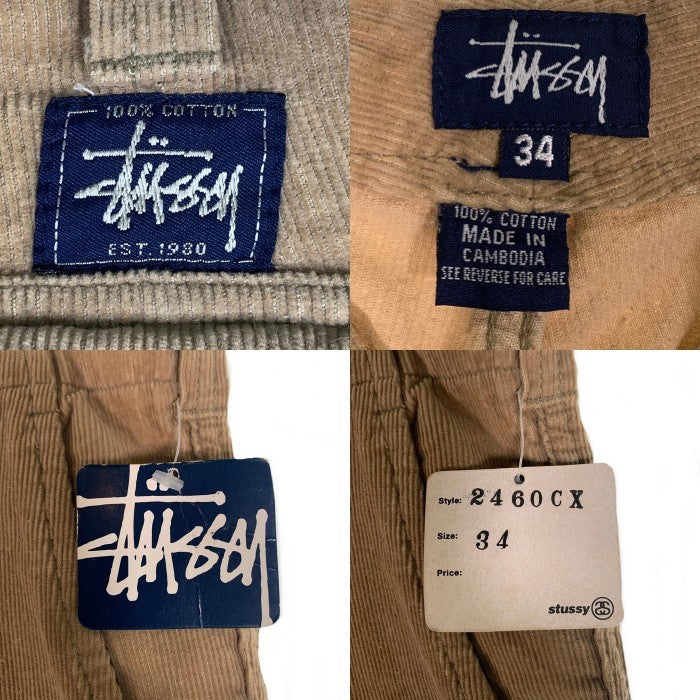 100% COTTON
Stüssy
EST. 1980
Stüssy
34
100% COTTON
MADE IN
CAMBODIA
SEE REVERSE FOR CARE
Stüssy
Style: 2460CX
Size: 34
Price:
stussy SS